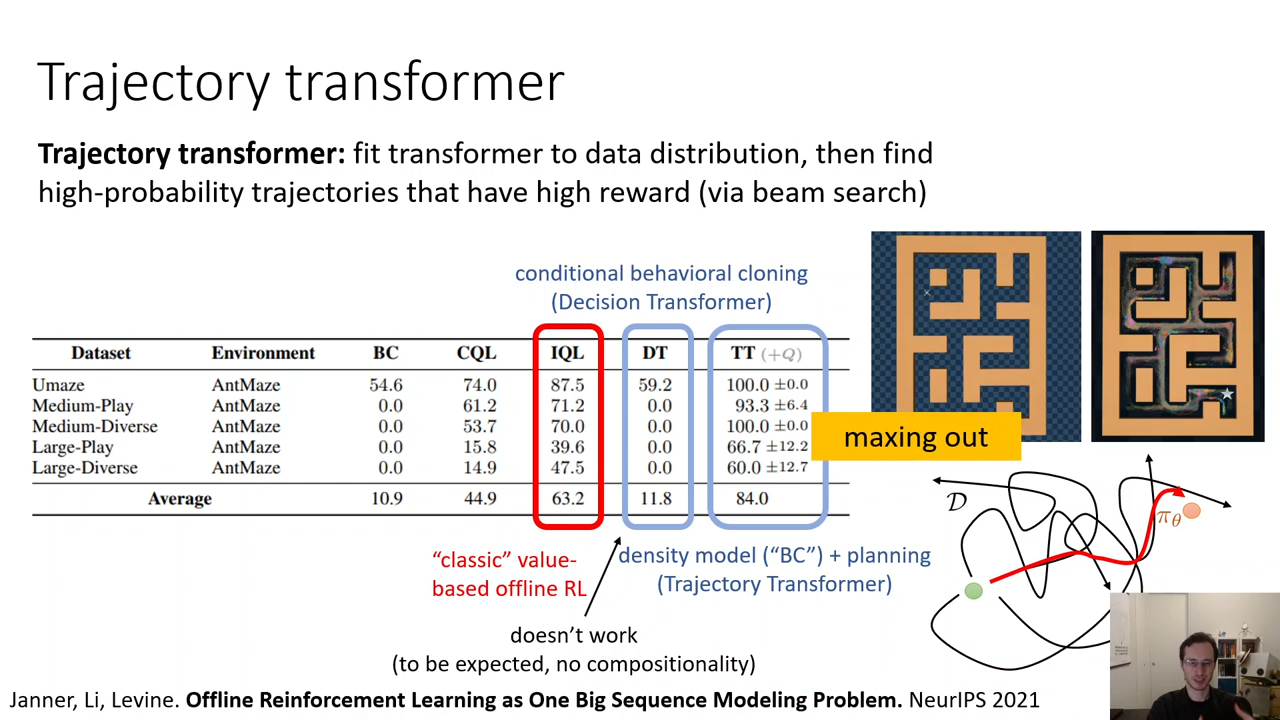 Trajectory transformer
Trajectory transformer: fit transformer to data distribution, then find
high-probability trajectories that have high reward (via beam search)
conditional behavioral cloning
(Decision Transformer)
Dataset Environment BC CQL IQL DT TT (+Q)
Umaze AntMaze 54.6 74.0 87.5 59.2 100.0 ±0.0
Medium-Play AntMaze 0.0 61.2 71.2 0.0 93.3 ±6.4
Medium-Diverse AntMaze 0.0 53.7 70.0 0.0 100.0 ±0.0
Large-Play AntMaze 0.0 15.8 39.6 0.0 66.7 ±12.2
Large-Diverse AntMaze 0.0 14.9 47.5 0.0 60.0 ±12.7
Average 10.9 44.9 63.2 11.8 84.0
maxing out
𝒟
πθ
“classic” value-
based offline RL
density model (“BC”) + planning
(Trajectory Transformer)
doesn’t work
(to be expected, no compositionality)
Janner, Li, Levine. Offline Reinforcement Learning as One Big Sequence Modeling Problem. NeurIPS 2021